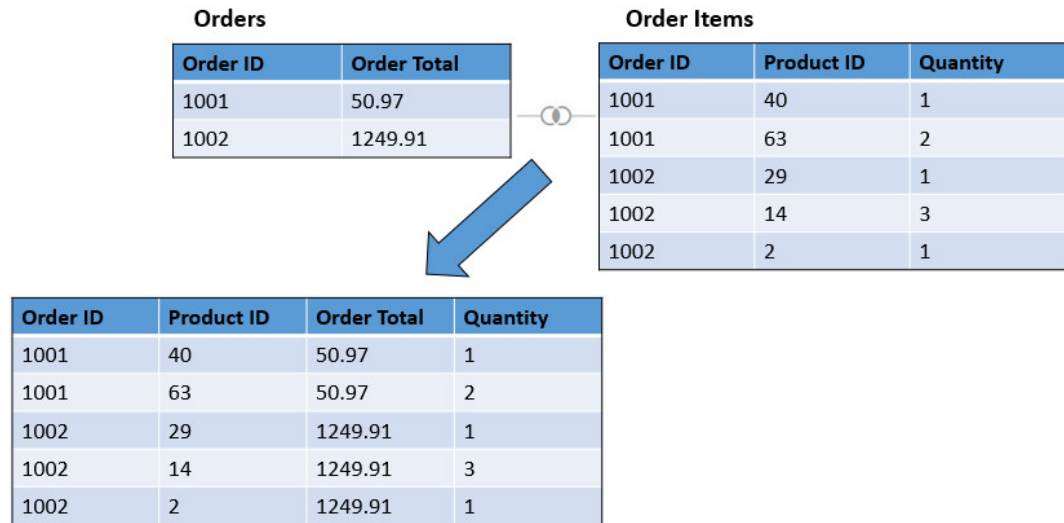 Orders
Order ID Order Total
1001 50.97
1002 1249.91
Order Items
Order ID Product ID Quantity
1001 40 1
1001 63 2
1002 29 1
1002 14 3
1002 2 1
Order ID Product ID Order Total Quantity
1001 40 50.97 1
1001 63 50.97 2
1002 29 1249.91 1
1002 14 1249.91 3
1002 2 1249.91 1